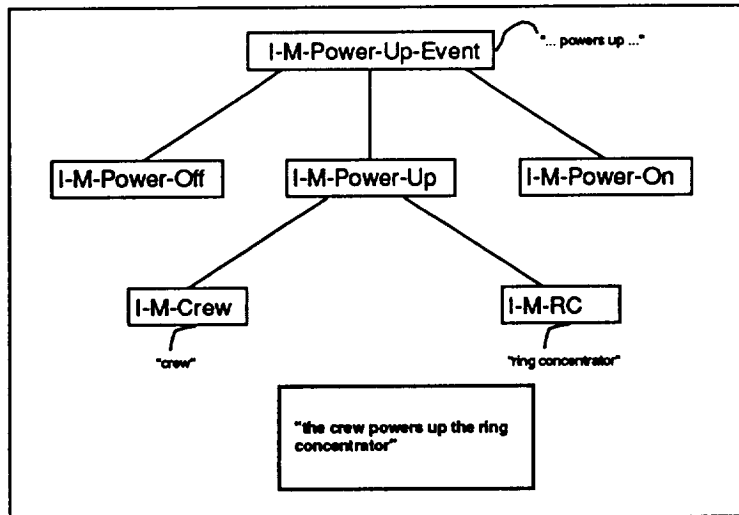 I-M-Power-Up-Event
"... powers up ..."
I-M-Power-Off
I-M-Power-Up
I-M-Power-On
I-M-Crew
I-M-RC
"crew"
"ring concentrator"
"the crew powers up the ring
concentrator"